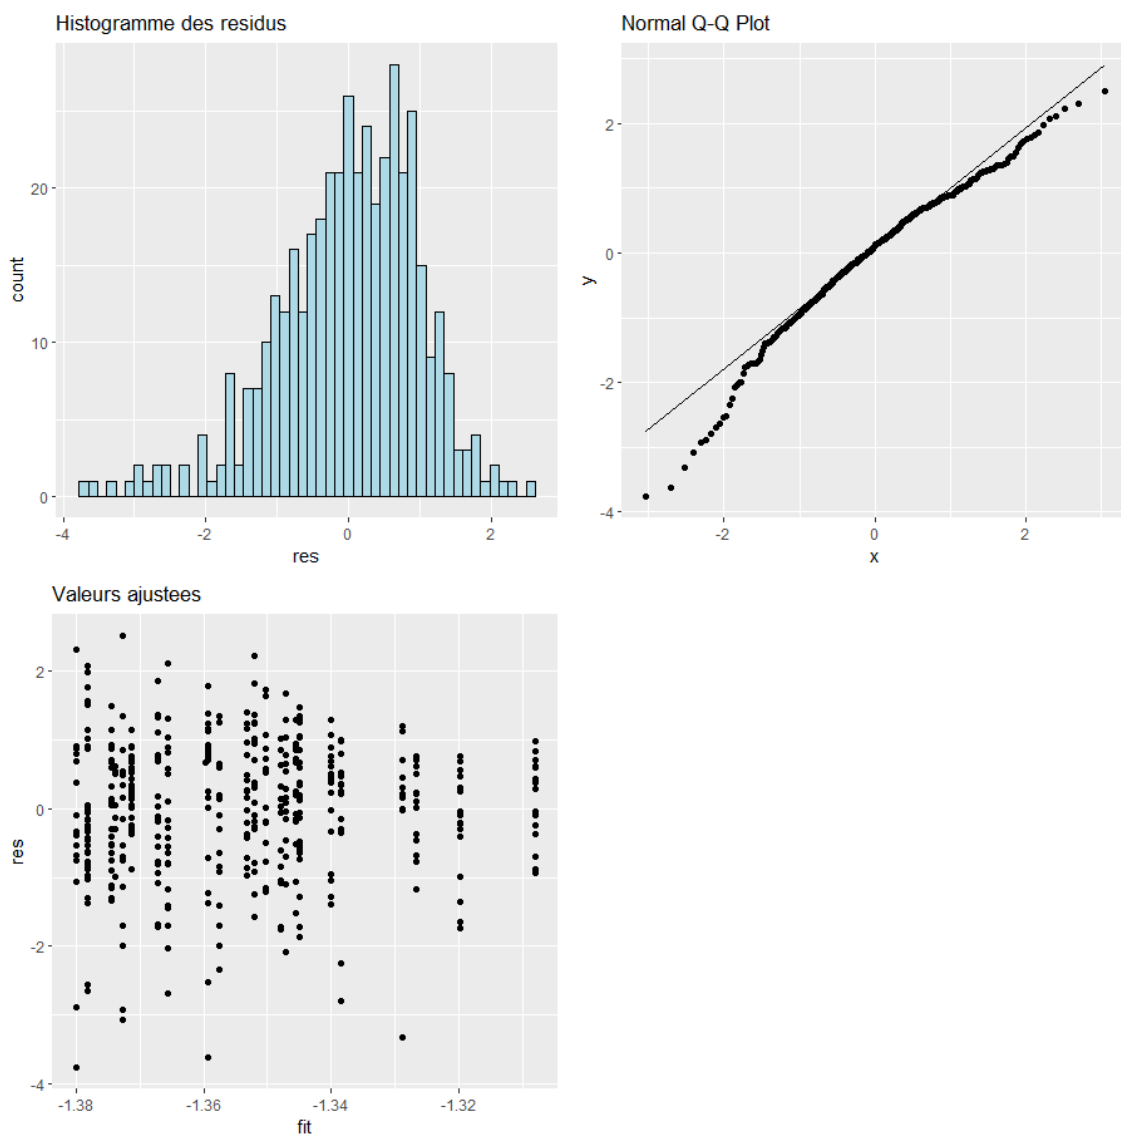 Histogramme des residus
count
20
10
0
-4
-2
0
2
res
Normal Q-Q Plot
y
2
0
-2
-4
-2
0
2
x
Valeurs ajustees
res
2
0
-2
-4
-1.38
-1.36
-1.34
-1.32
fit